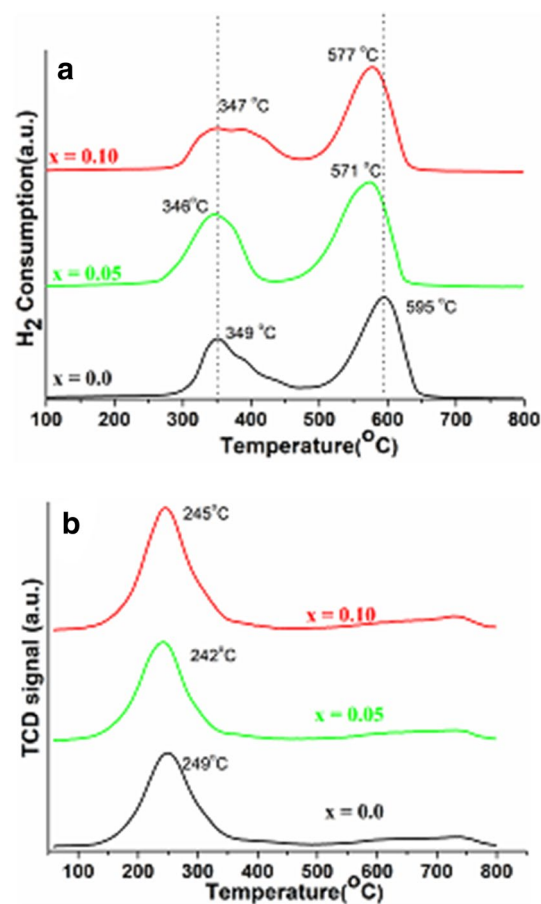 a
577 °C
347 °C
x = 0.10
571 °C
346°C
x = 0.05
595 °C
349 °C
x = 0.0
H2 Consumption(a.u.)
100 200 300 400 500 600 700 800
Temperature(°C)
b
245°C
x = 0.10
242°C
x = 0.05
249°C
x = 0.0
TCD signal (a.u.)
100 200 300 400 500 600 700 800
Temperature(°C)